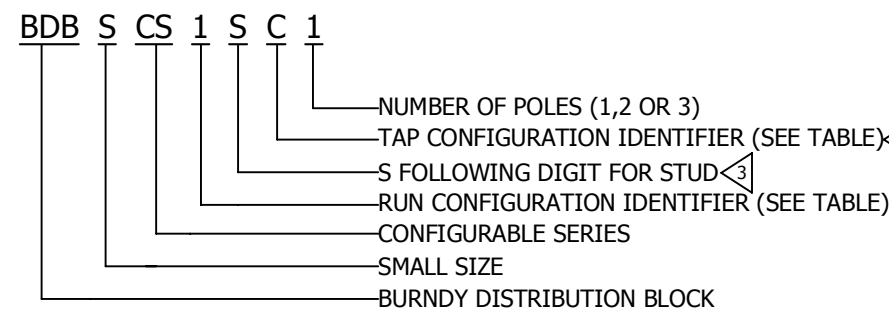 BDB S CS 1 S C 1
NUMBER OF POLES (1,2 OR 3)
TAP CONFIGURATION IDENTIFIER (SEE TABLE)
S FOLLOWING DIGIT FOR STUD 3
RUN CONFIGURATION IDENTIFIER (SEE TABLE)
CONFIGURABLE SERIES
SMALL SIZE
BURNDY DISTRIBUTION BLOCK